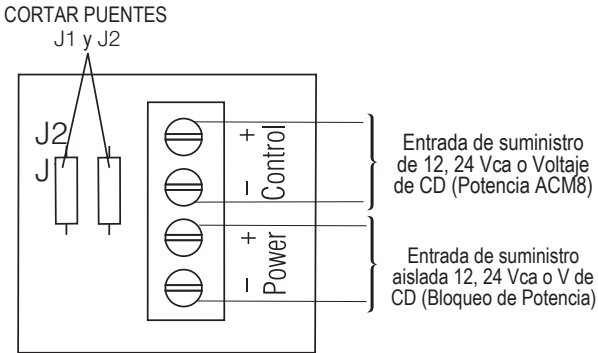 CORTAR PUENTES
J1 y J2
J2
J
+
Control
–
+
Power
–
Entrada de suministro
de 12, 24 Vca o Voltaje
de CD (Potencia ACM8)
Entrada de suministro
aislada 12, 24 Vca o V de
CD (Bloqueo de Potencia)